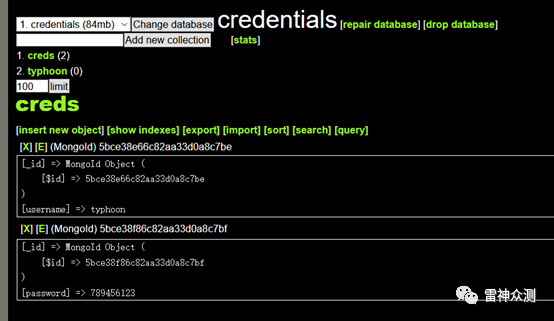 1. credentials (84mb) Change database credentials [repair database] [drop database]
Add new collection [stats]
1. creds (2)
2. typhoon (0)
100 limit
creds
[insert new object] [show indexes] [export] [import] [sort] [search] [query]
[X] [E] (MongoId) 5bce38e66c82aa33d0a8c7be
[_id] => MongoId Object (
[$id] => 5bce38e66c82aa33d0a8c7be
)
[username] => typhoon
[X] [E] (MongoId) 5bce38f86c82aa33d0a8c7bf
[_id] => MongoId Object (
[$id] => 5bce38f86c82aa33d0a8c7bf
)
[password] => 789456123
雷神众测